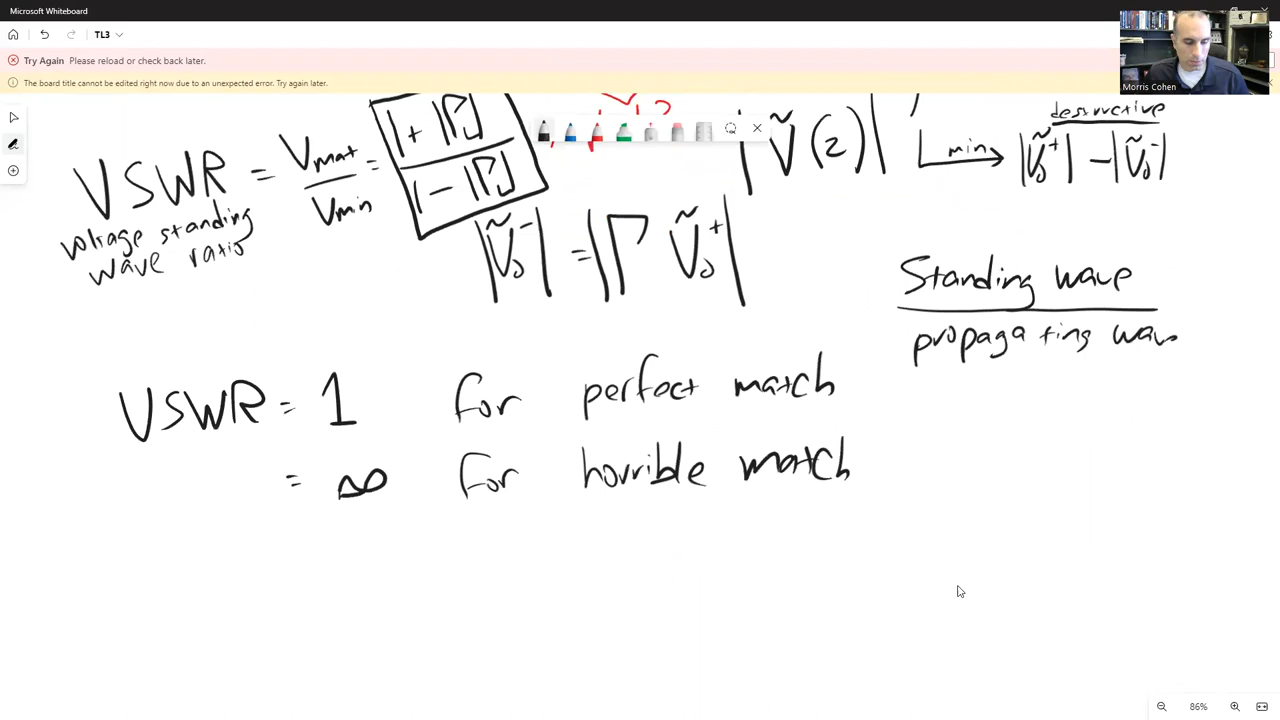 Microsoft Whiteboard
TL3
Try Again Please reload or check back later.
The board title cannot be edited right now due to an unexpected error. Try again later.
Morris Cohen
VSWR = Vmat / Vmin = 1 + |Γ| / 1 - |Γ|
voltage standing
wave ratio
|Ṽ(z)|
destructive
min → |Ṽ₀⁺| - |Ṽ₀⁻|
|Ṽ₀⁻| = |Γ Ṽ₀⁺|
Standing wave
propagating wave
VSWR = 1 for perfect match
= ∞ for horrible match
86%